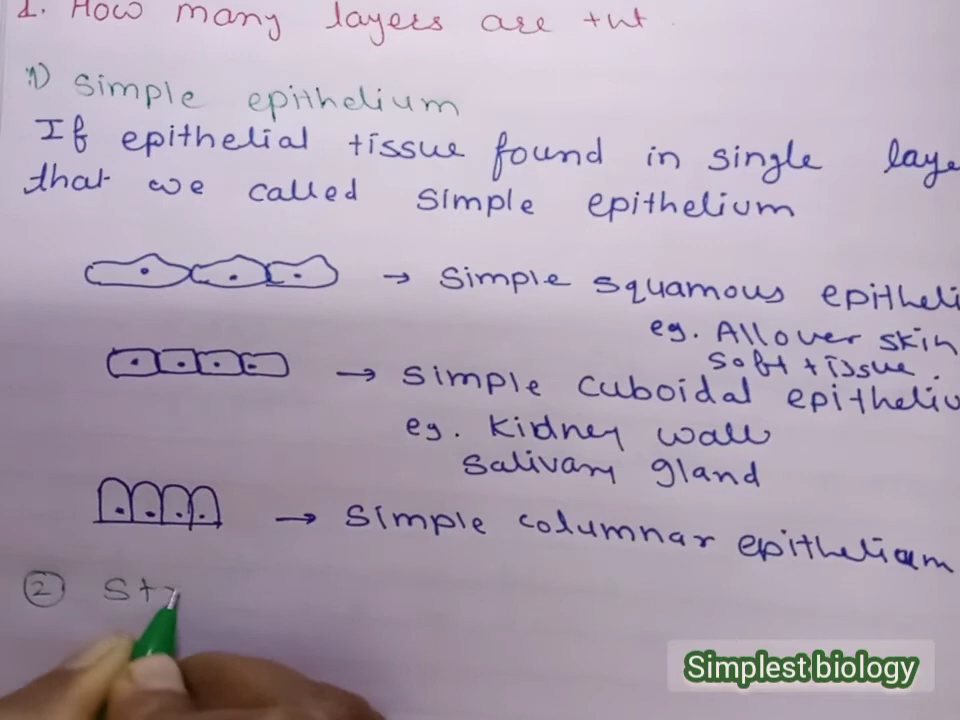 1. How many layers are
1) Simple epithelium
If epithelial tissue found in single laye
that we called simple epithelium
→ Simple squamous epitheli
eg. Allover skin
soft tissue.
→ simple cuboidal epitheliu
eg. Kidney wall
Salivary gland
→ Simple columnar epithelium
② St
Simplest biology